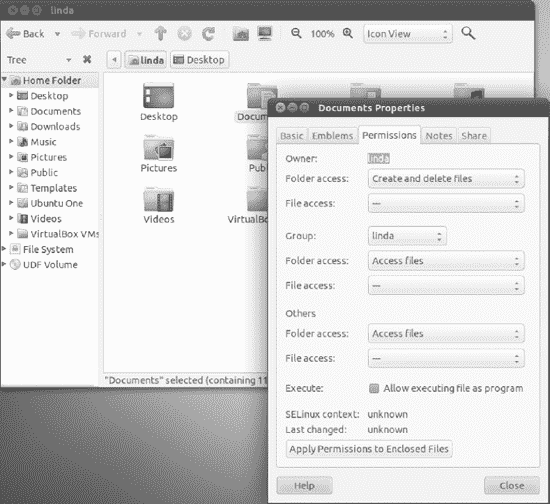 linda
Back Forward 100% Icon View
Tree linda Desktop
Home Folder
Desktop
Documents
Downloads
Music
Pictures
Public
Templates
Ubuntu One
Videos
VirtualBox VMs
File System
UDF Volume
Desktop
Docum
Pictures
Pub
Videos
VirtualBox
"Documents" selected (containing 11
Documents Properties
Basic Emblems Permissions Notes Share
Owner: linda
Folder access: Create and delete files
File access: ---
Group: linda
Folder access: Access files
File access: ---
Others
Folder access: Access files
File access: ---
Execute: Allow executing file as program
SELinux context: unknown
Last changed: unknown
Apply Permissions to Enclosed Files
Help Close